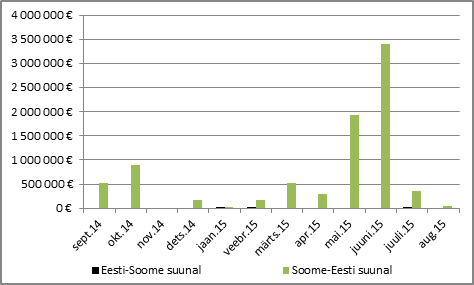 4 000 000 €
3 500 000 €
3 000 000 €
2 500 000 €
2 000 000 €
1 500 000 €
1 000 000 €
500 000 €
0 €
sept.14 okt.14 nov.14 dets.14 jaan.15 veebr.15 märts.15 apr.15 mai.15 juuni.15 juuli.15 aug.15
Eesti-Soome suunal Soome-Eesti suunal